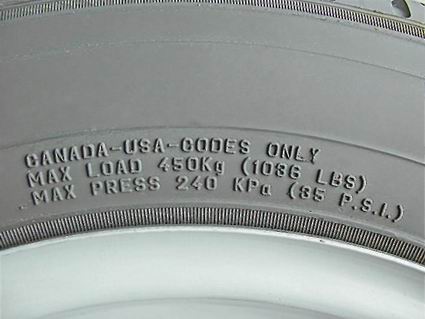 CANADA-USA-CODES ONLY
MAX LOAD 450Kg (1036 LBS)
MAX PRESS 240 KPa (35 P.S.I.)